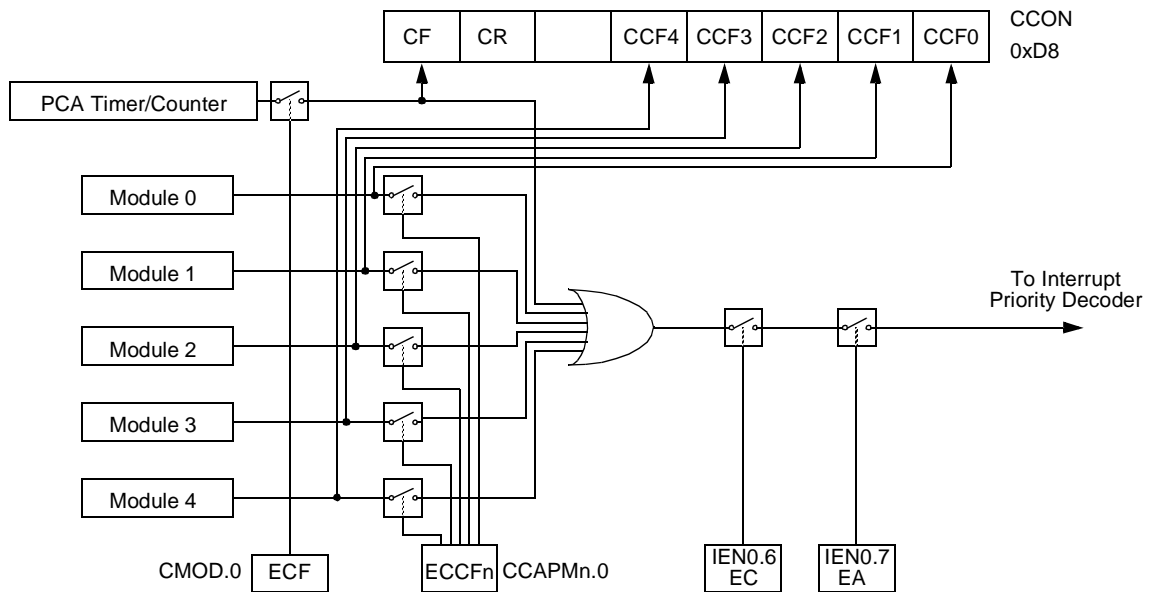 CF CR CCF4 CCF3 CCF2 CCF1 CCF0
CCON
0xD8
PCA Timer/Counter
Module 0
Module 1
Module 2
Module 3
Module 4
To Interrupt
Priority Decoder
CMOD.0 ECF
ECCFn CCAPMn.0
IEN0.6
EC
IEN0.7
EA